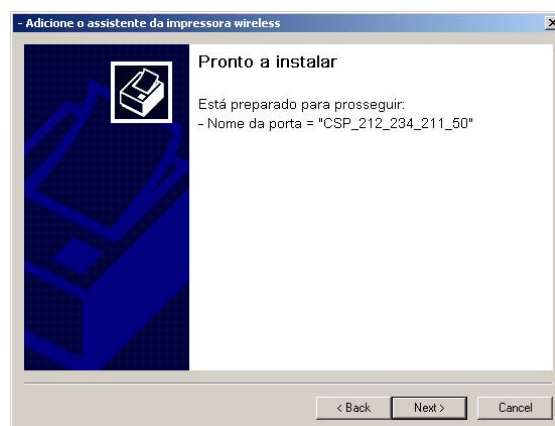 - Adicione o assistente da impressora wireless
Pronto a instalar
Está preparado para prosseguir:
- Nome da porta = "CSP_212_234_211_50"
< Back
Next >
Cancel